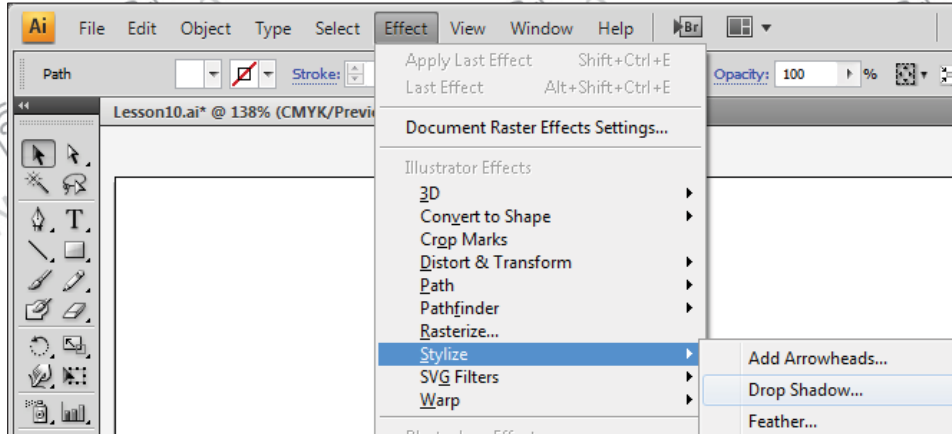 Ai File Edit Object Type Select Effect View Window Help Br
Path Stroke: Opacity: 100 %
Lesson10.ai* @ 138% (CMYK/Previe
Apply Last Effect Shift+Ctrl+E
Last Effect Alt+Shift+Ctrl+E
Document Raster Effects Settings...
Illustrator Effects
3D
Convert to Shape
Crop Marks
Distort & Transform
Path
Pathfinder
Rasterize...
Stylize
SVG Filters
Warp
Add Arrowheads...
Drop Shadow...
Feather...